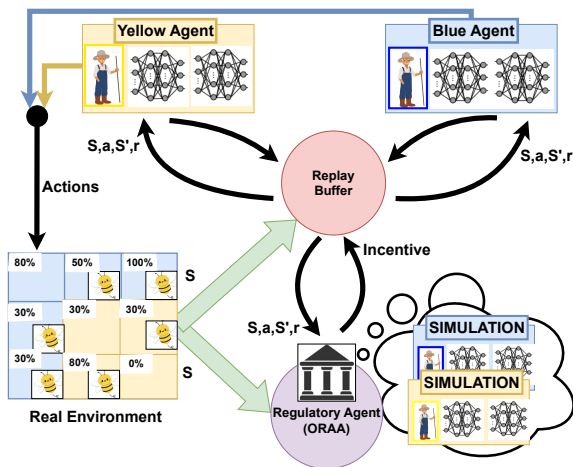 Yellow Agent
Blue Agent
S,a,S',r
S,a,S',r
Replay
Buffer
Actions
Incentive
80% 50% 100%
S
30% 30% 30%
30% 80% 0%
S
S,a,S',r
SIMULATION
SIMULATION
Regulatory Agent
(ORAA)
Real Environment